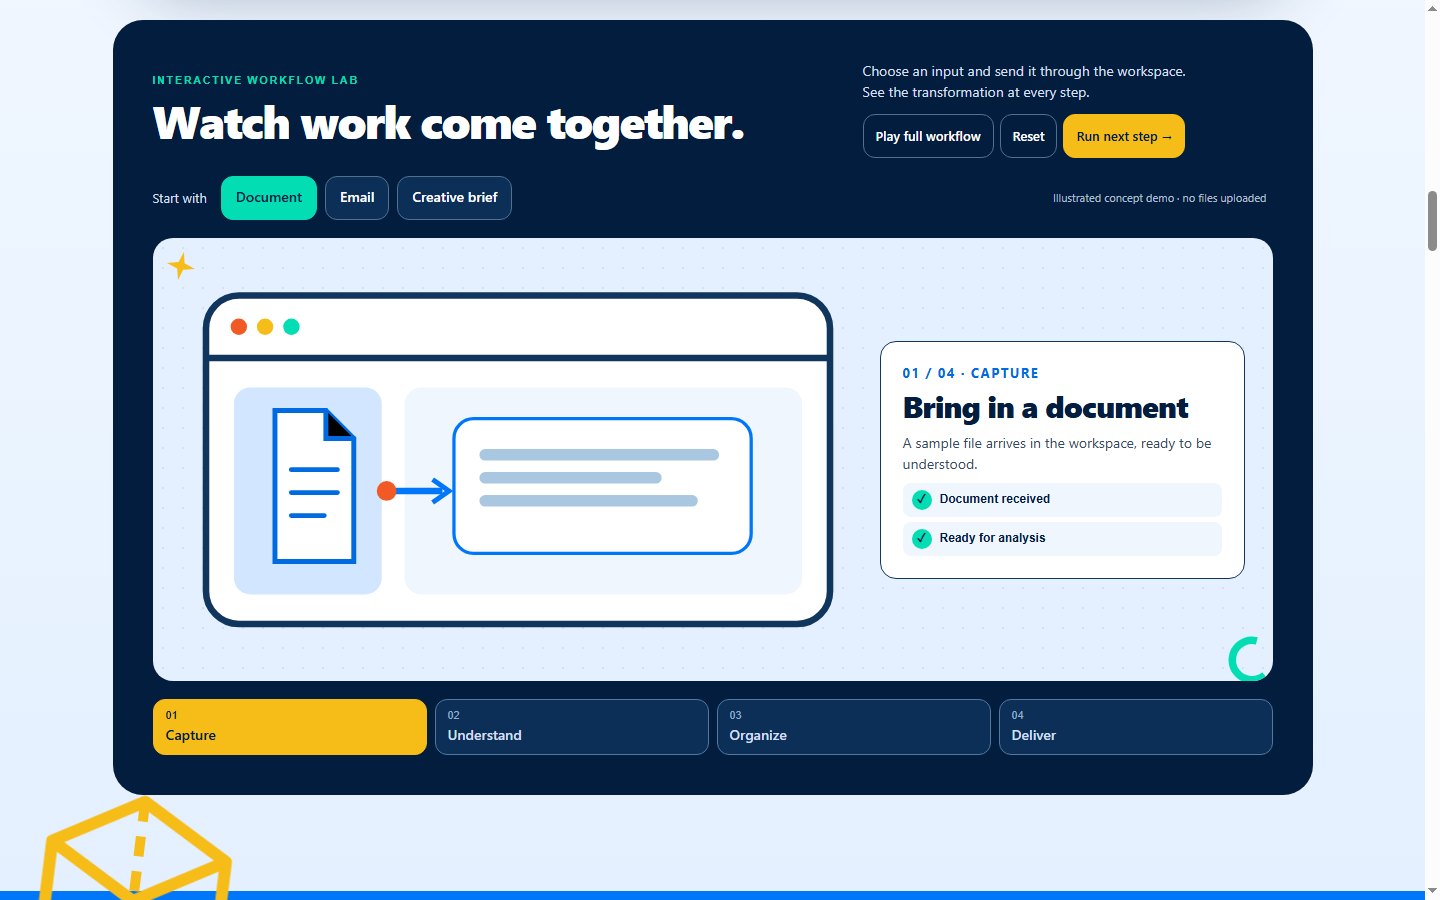 INTERACTIVE WORKFLOW LAB
Watch work come together.
Choose an input and send it through the workspace.
See the transformation at every step.
Play full workflow
Reset
Run next step →
Start with
Document
Email
Creative brief
Illustrated concept demo · no files uploaded
01 / 04 · CAPTURE
Bring in a document
A sample file arrives in the workspace, ready to be
understood.
✓ Document received
✓ Ready for analysis
01
Capture
02
Understand
03
Organize
04
Deliver